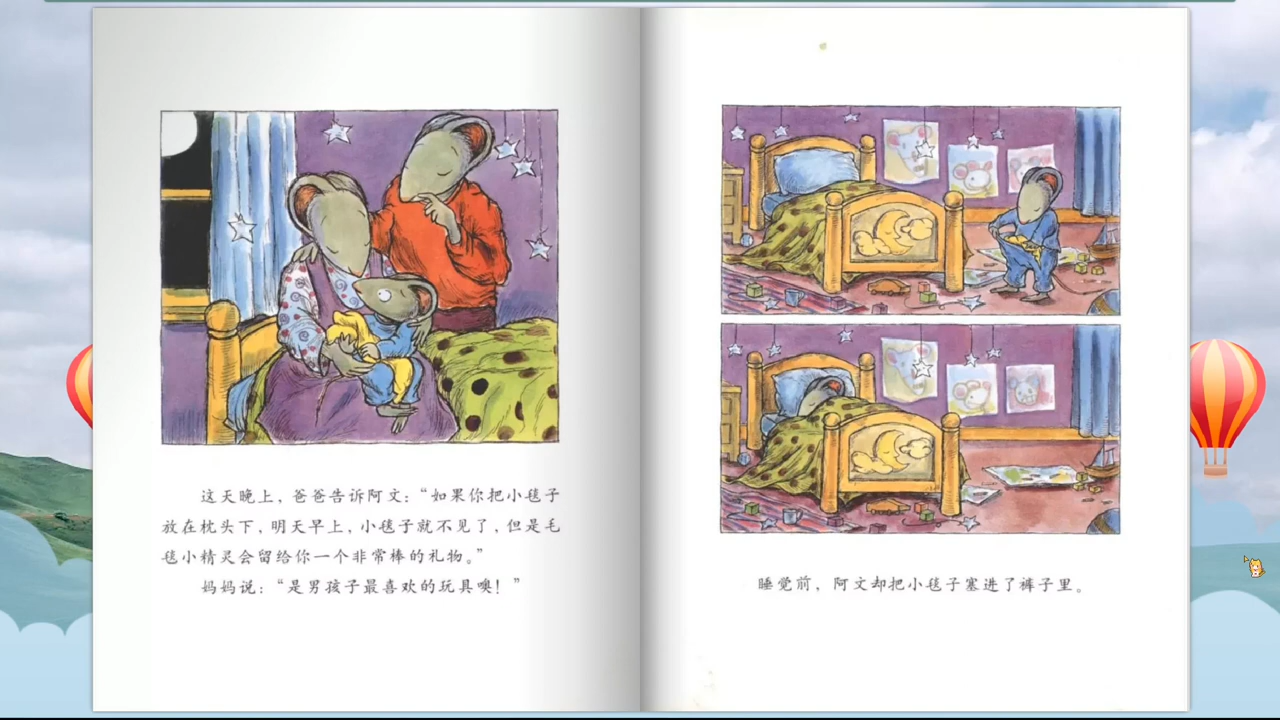 这天晚上，爸爸告诉阿文：“如果你把小毯子
放在枕头下，明天早上，小毯子就不见了，但是毛
毯小精灵会留给你一个非常棒的礼物。”
妈妈说：“是男孩子最喜欢的玩具噢！”
睡觉前，阿文却把小毯子塞进了裤子里。